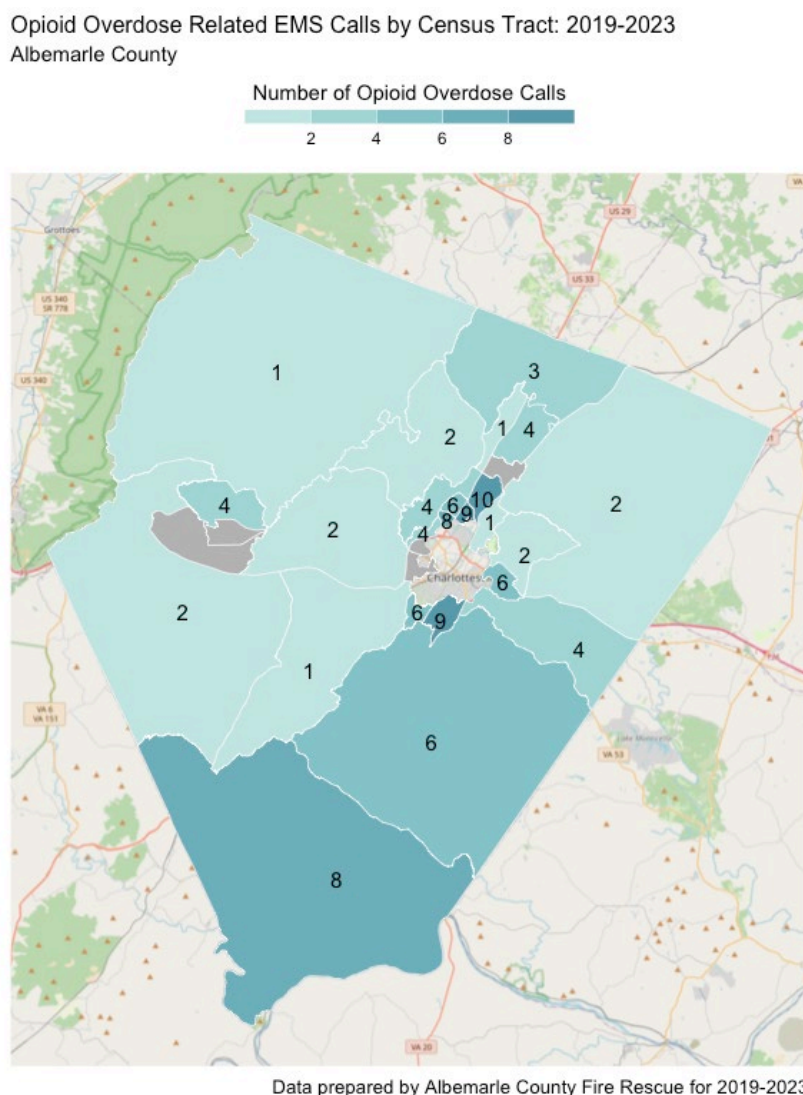 Opioid Overdose Related EMS Calls by Census Tract: 2019-2023
Albemarle County
Number of Opioid Overdose Calls
2 4 6 8
VA
US 29
Grottoes
US 33
US 340
SR 778
1
3
US 340
1
4
2
4
4
6
10
9
8
2
1
2
4
2
Charlottes
6
2
6
9
4
1
VA 6
VA 151
6
VA 53
8
VA 20
Data prepared by Albemarle County Fire Rescue for 2019-2023